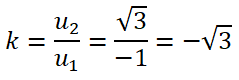 k = u₂/u₁ = √3/−1 = −√3